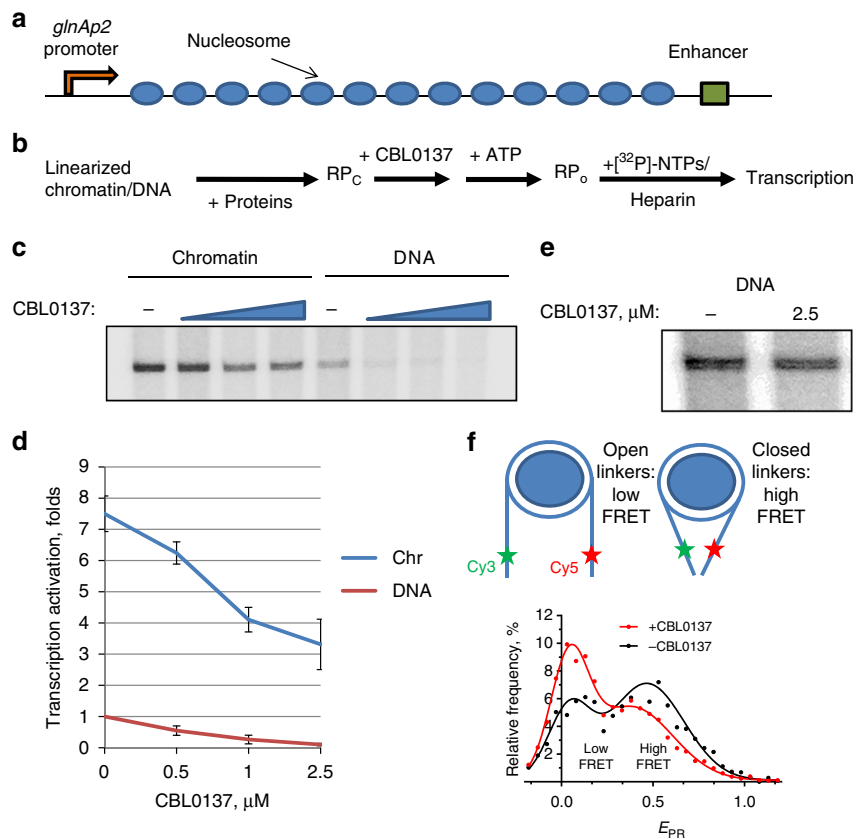 a
glnAp2
promoter
Nucleosome
Enhancer
b
Linearized
chromatin/DNA
+ Proteins
RPC
+ CBL0137
+ ATP
RPo
+[³²P]-NTPs/
Heparin
Transcription
c
Chromatin
DNA
CBL0137:
–
–
d
Transcription activation, folds
9
8
7
6
5
4
3
2
1
0
0
0.5
1
2.5
CBL0137, μM
Chr
DNA
e
DNA
CBL0137, μM:
–
2.5
f
Open
linkers:
low
FRET
Closed
linkers:
high
FRET
Cy3
Cy5
Relative frequency, %
12
10
8
6
4
2
+CBL0137
–CBL0137
Low
FRET
High
FRET
0.0
0.5
1.0
EPR